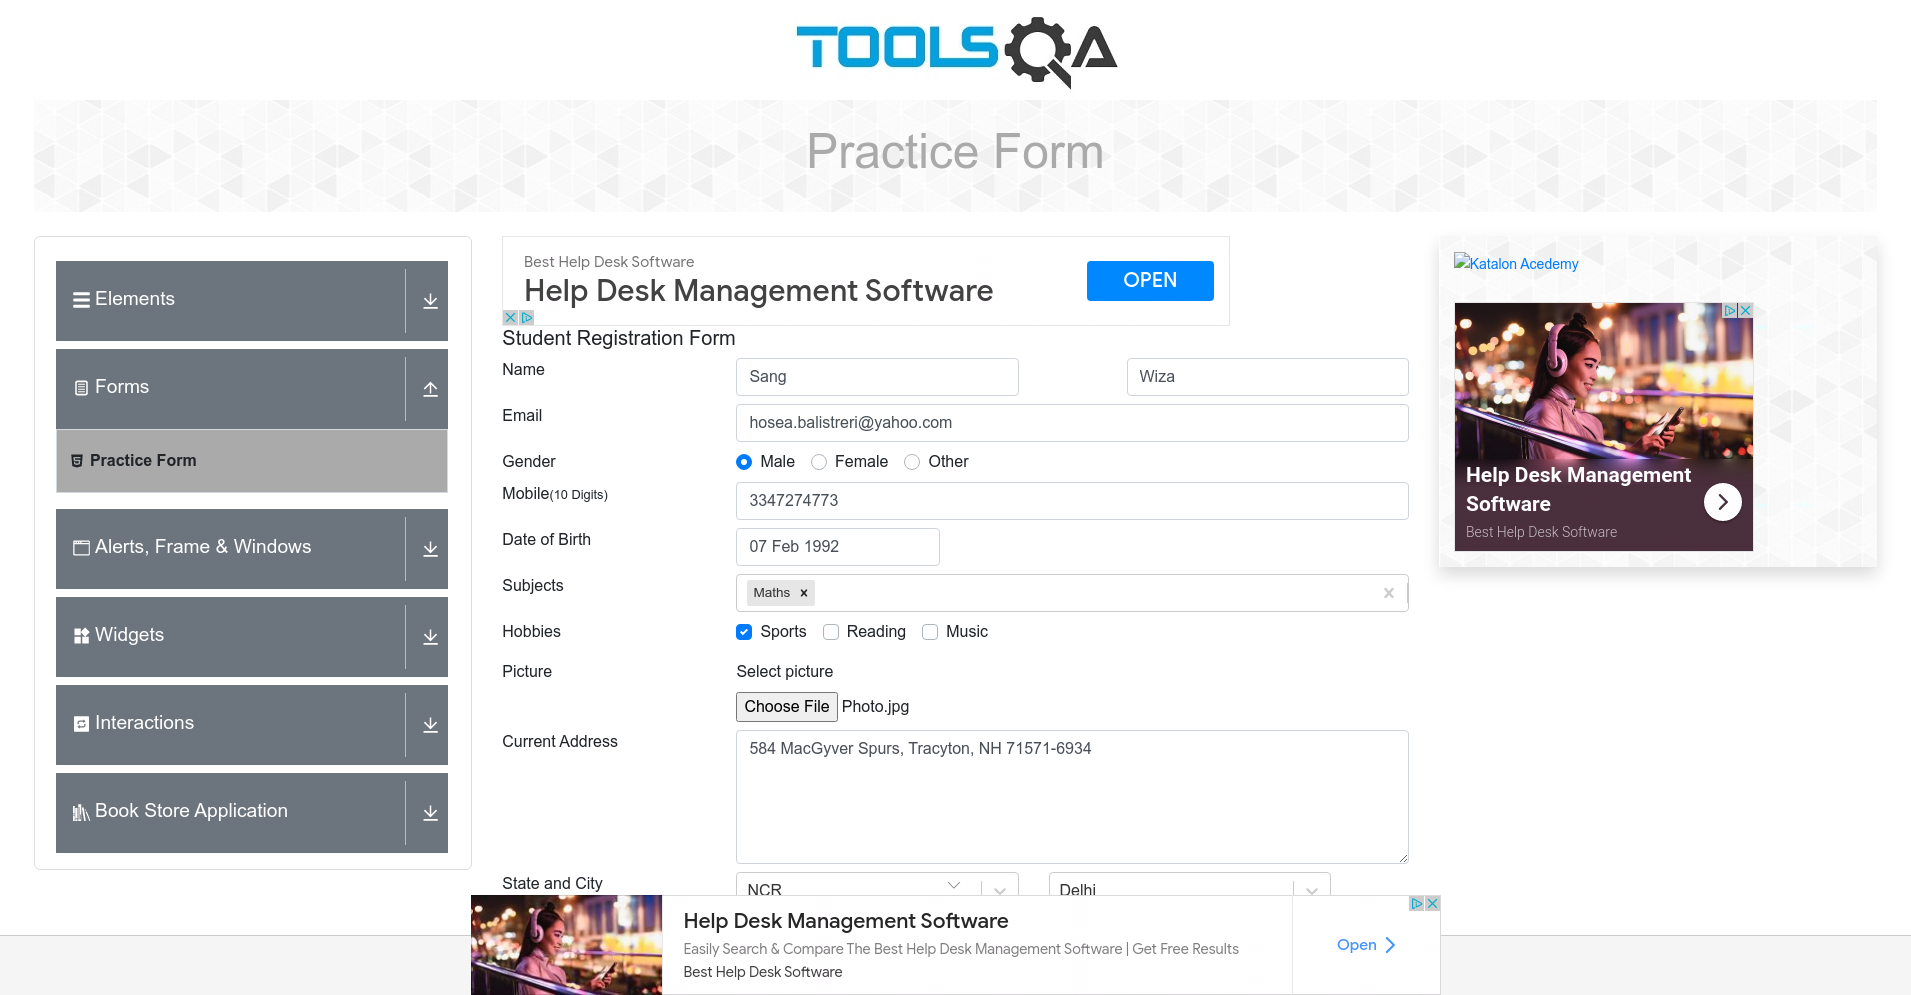 TOOLSQA
Practice Form
Elements
Forms
Practice Form
Alerts, Frame & Windows
Widgets
Interactions
Book Store Application
Best Help Desk Software
Help Desk Management Software
OPEN
Student Registration Form
Name
Sang
Wiza
Email
hosea.balistreri@yahoo.com
Gender
Male
Female
Other
Mobile(10 Digits)
3347274773
Date of Birth
07 Feb 1992
Subjects
Maths
Hobbies
Sports
Reading
Music
Picture
Select picture
Choose File Photo.jpg
Current Address
584 MacGyver Spurs, Tracyton, NH 71571-6934
State and City
NCR
Delhi
Katalon Acedemy
Help Desk Management
Software
Best Help Desk Software
Help Desk Management Software
Easily Search & Compare The Best Help Desk Management Software | Get Free Results
Best Help Desk Software
Open